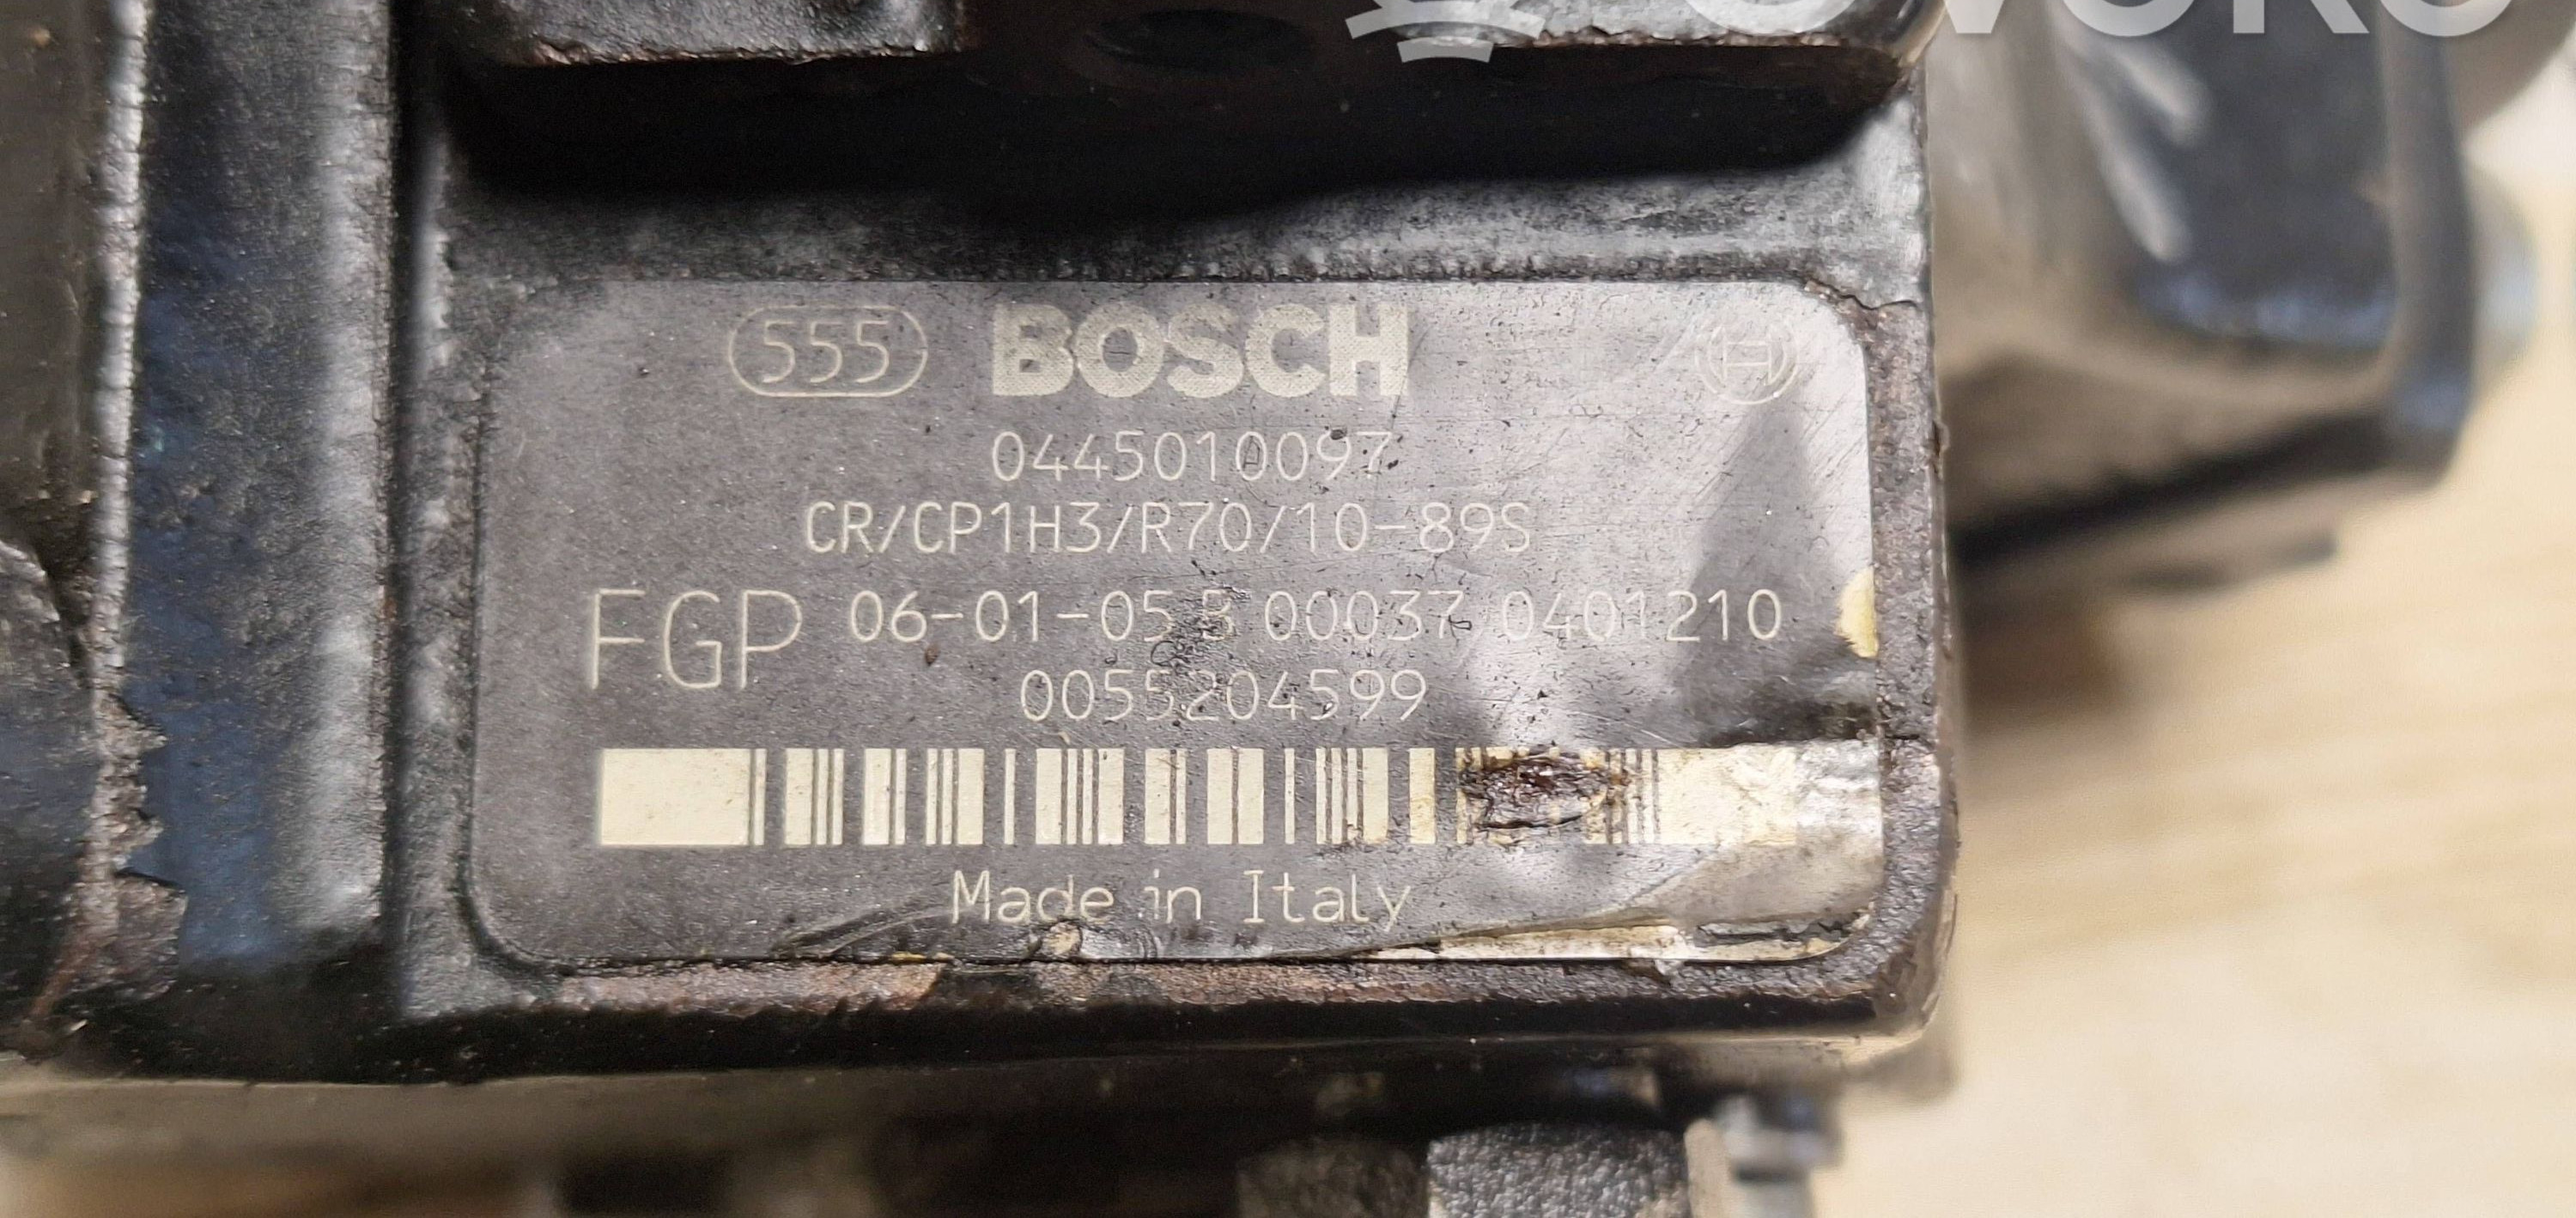 555 BOSCH
0445010097
CR/CP1H3/R70/10-89S
FGP 06-01-05 00037 0401210
0055204599
Made in Italy